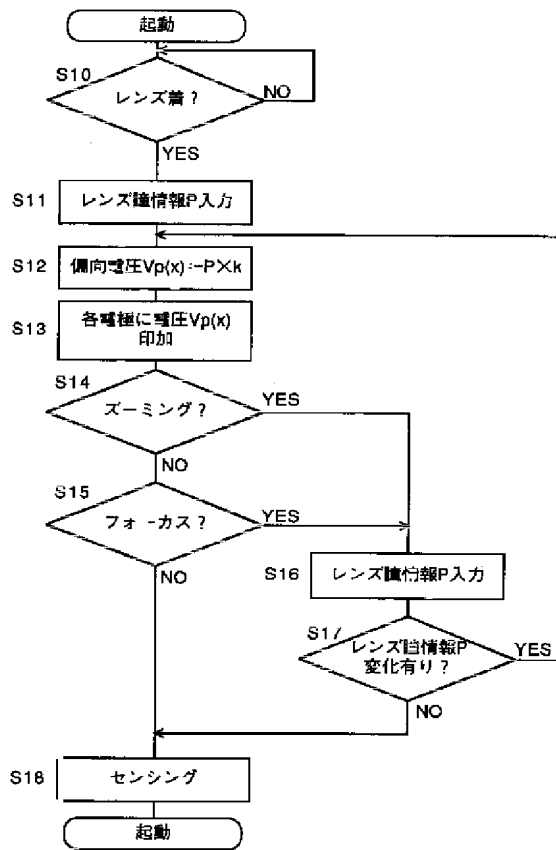 起動
S10
レンズ着？
NO
YES
S11
レンズ瞳情報P入力
S12
偏向電圧Vp(x)=-P×k
S13
各電極に電圧Vp(x)
印加
S14
ズーミング？
YES
NO
S15
フォーカス？
YES
NO
S16
レンズ瞳情報P入力
S17
レンズ瞳情報P
変化有り？
YES
NO
S18
センシング
起動